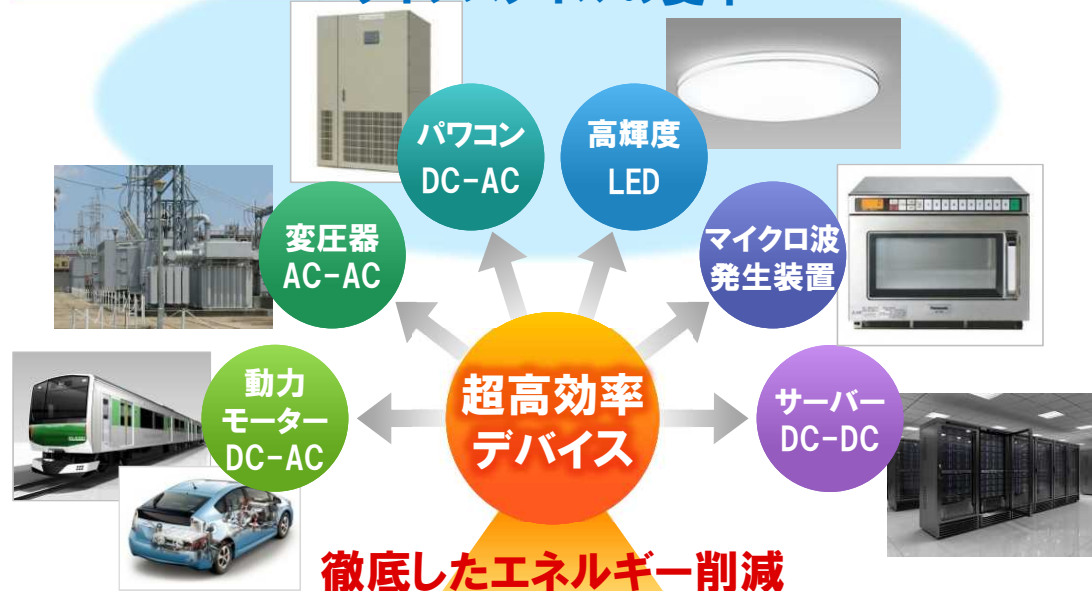 パワコン
DC-AC
高輝度
LED
変圧器
AC-AC
マイクロ波
発生装置
動力
モーター
DC-AC
超高効率
デバイス
サーバー
DC-DC
徹底したエネルギー削減